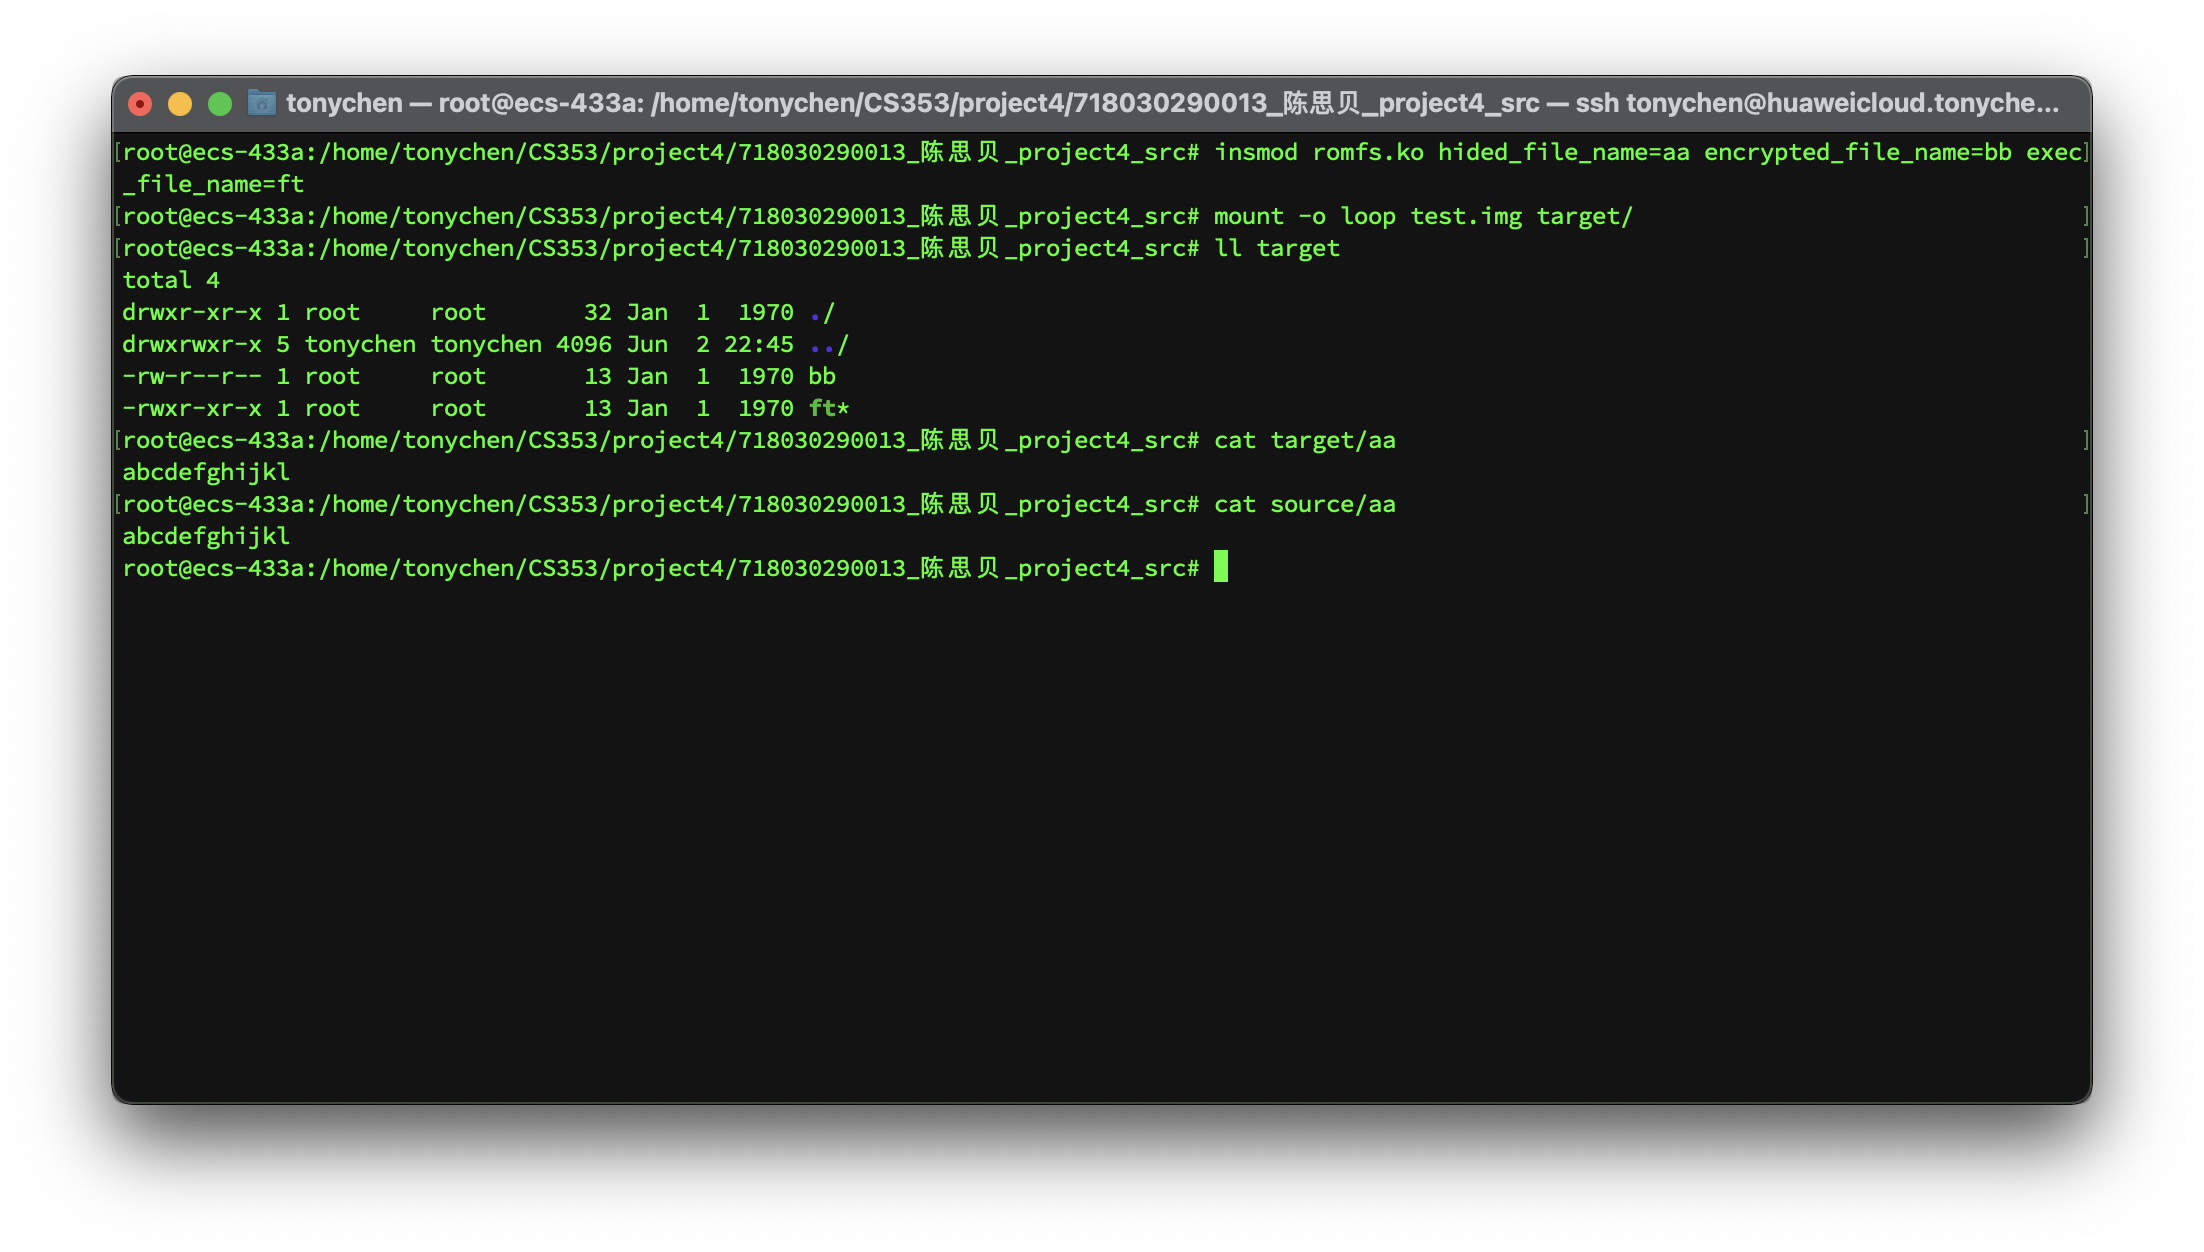 tonychen — root@ecs-433a: /home/tonychen/CS353/project4/718030290013_陈思贝_project4_src — ssh tonychen@huaweicloud.tonyche...
[root@ecs-433a:/home/tonychen/CS353/project4/718030290013_陈思贝_project4_src# insmod romfs.ko hided_file_name=aa encrypted_file_name=bb exec]
_file_name=ft
[root@ecs-433a:/home/tonychen/CS353/project4/718030290013_陈思贝_project4_src# mount -o loop test.img target/ ]
[root@ecs-433a:/home/tonychen/CS353/project4/718030290013_陈思贝_project4_src# ll target ]
total 4
drwxr-xr-x 1 root     root       32 Jan  1  1970 ./
drwxrwxr-x 5 tonychen tonychen 4096 Jun  2 22:45 ../
-rw-r--r-- 1 root     root       13 Jan  1  1970 bb
-rwxr-xr-x 1 root     root       13 Jan  1  1970 ft*
[root@ecs-433a:/home/tonychen/CS353/project4/718030290013_陈思贝_project4_src# cat target/aa ]
abcdefghijkl
[root@ecs-433a:/home/tonychen/CS353/project4/718030290013_陈思贝_project4_src# cat source/aa ]
abcdefghijkl
root@ecs-433a:/home/tonychen/CS353/project4/718030290013_陈思贝_project4_src#